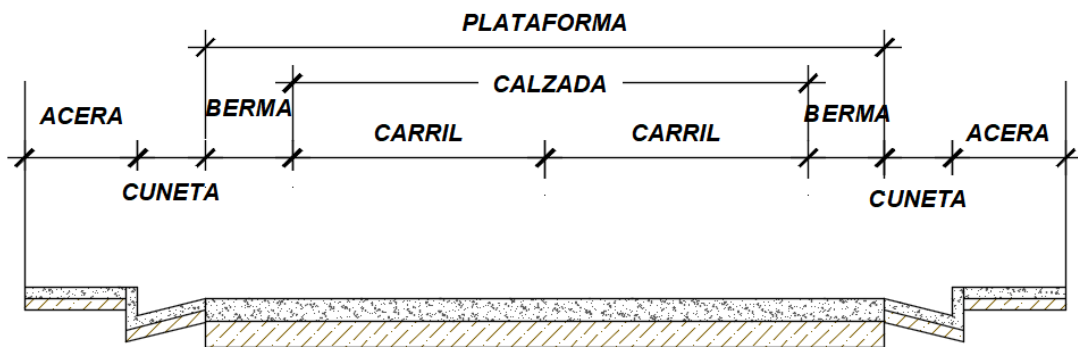 PLATAFORMA
CALZADA
ACERA
BERMA
CARRIL
CARRIL
BERMA
ACERA
CUNETA
CUNETA